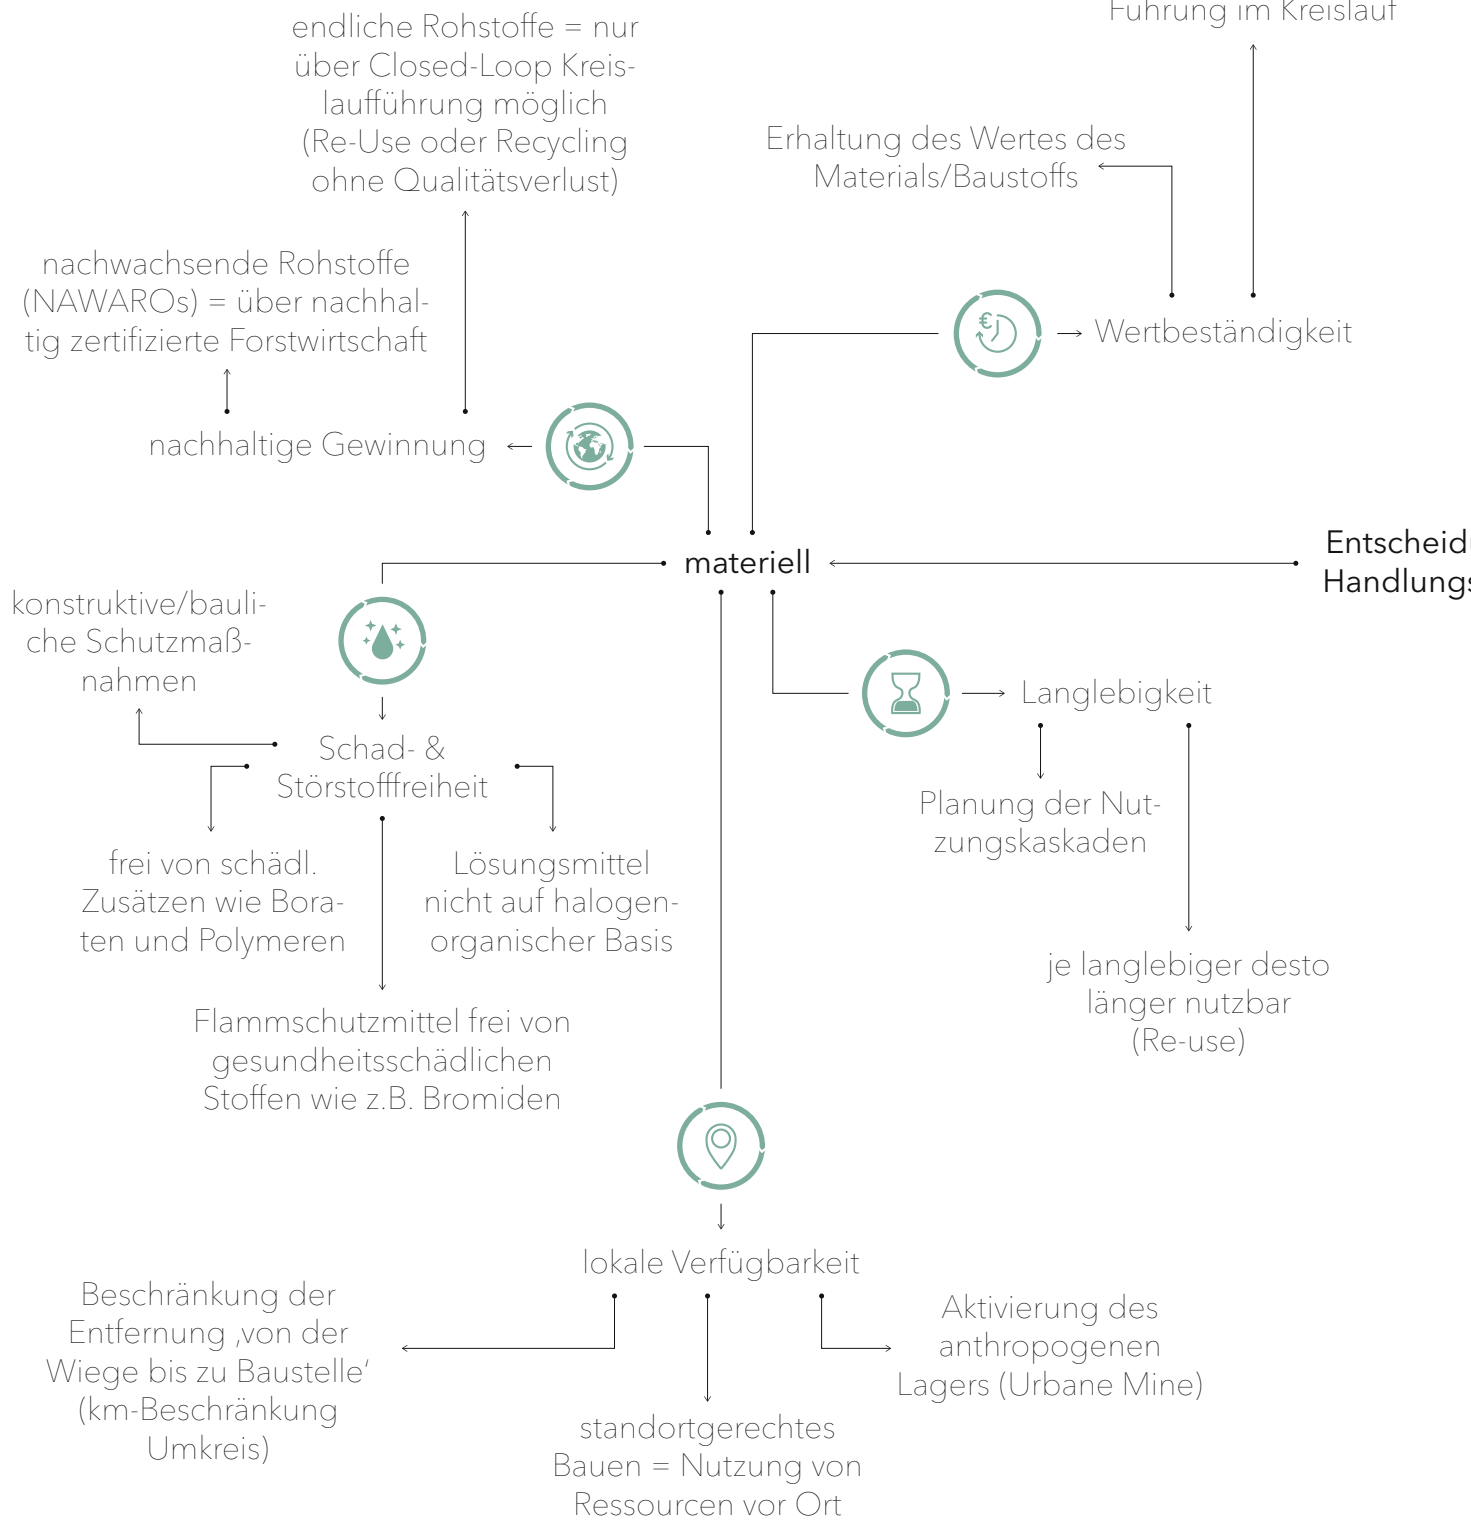 Führung im Kreislauf
endliche Rohstoffe = nur
über Closed-Loop Kreis-
laufführung möglich
(Re-Use oder Recycling
ohne Qualitätsverlust)
Erhaltung des Wertes des
Materials/Baustoffs
nachwachsende Rohstoffe
(NAWAROs) = über nachhal-
tig zertifizierte Forstwirtschaft
€
Wertbeständigkeit
nachhaltige Gewinnung
materiell
Entscheidu
Handlungs
konstruktive/bauli-
che Schutzmaß-
nahmen
Langlebigkeit
Schad- &
Störstofffreiheit
Planung der Nut-
zungskaskaden
frei von schädl.
Zusätzen wie Bora-
ten und Polymeren
Lösungsmittel
nicht auf halogen-
organischer Basis
je langlebiger desto
länger nutzbar
(Re-use)
Flammschutzmittel frei von
gesundheitsschädlichen
Stoffen wie z.B. Bromiden
lokale Verfügbarkeit
Beschränkung der
Entfernung ‚von der
Wiege bis zu Baustelle‘
(km-Beschränkung
Umkreis)
standortgerechtes
Bauen = Nutzung von
Ressourcen vor Ort
Aktivierung des
anthropogenen
Lagers (Urbane Mine)